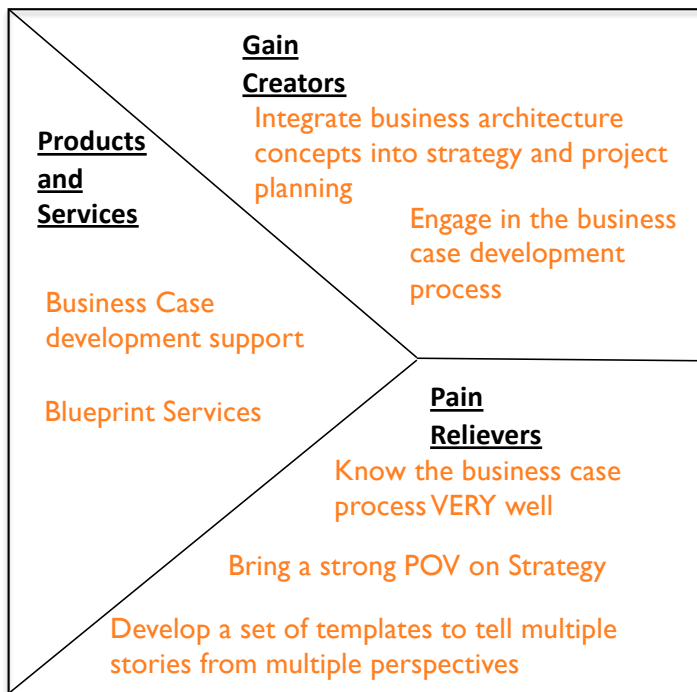 Gain
Creators
Integrate business architecture
concepts into strategy and project
planning
Engage in the business
case development
process
Products
and
Services
Business Case
development support
Blueprint Services
Pain
Relievers
Know the business case
process VERY well
Bring a strong POV on Strategy
Develop a set of templates to tell multiple
stories from multiple perspectives